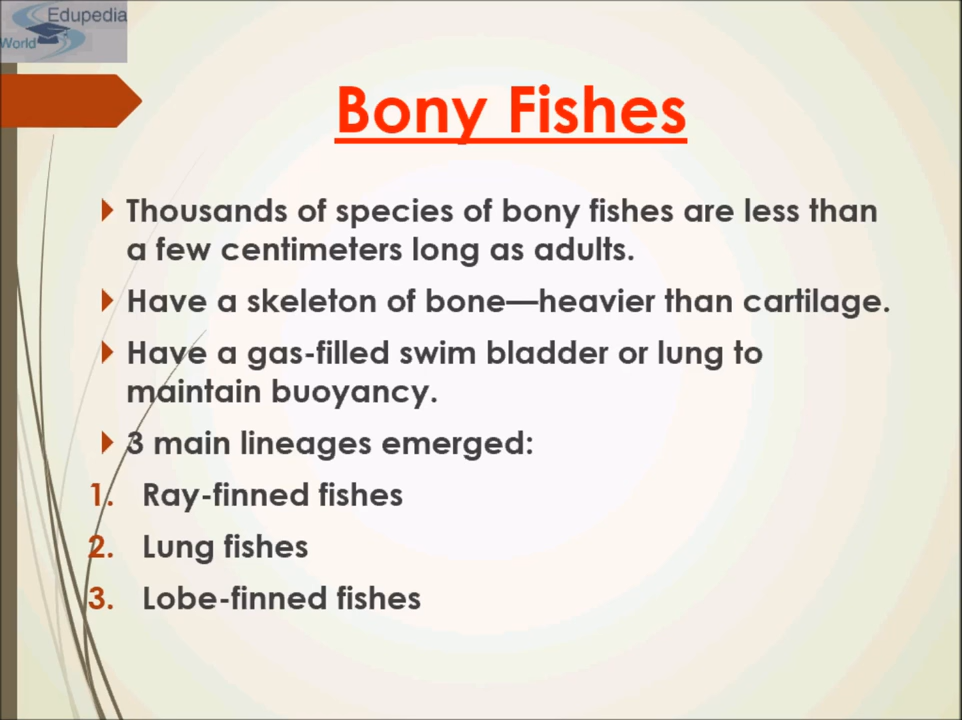 Edupedia
World
Bony Fishes
Thousands of species of bony fishes are less than
a few centimeters long as adults.
Have a skeleton of bone—heavier than cartilage.
Have a gas-filled swim bladder or lung to
maintain buoyancy.
3 main lineages emerged:
1. Ray-finned fishes
2. Lung fishes
3. Lobe-finned fishes